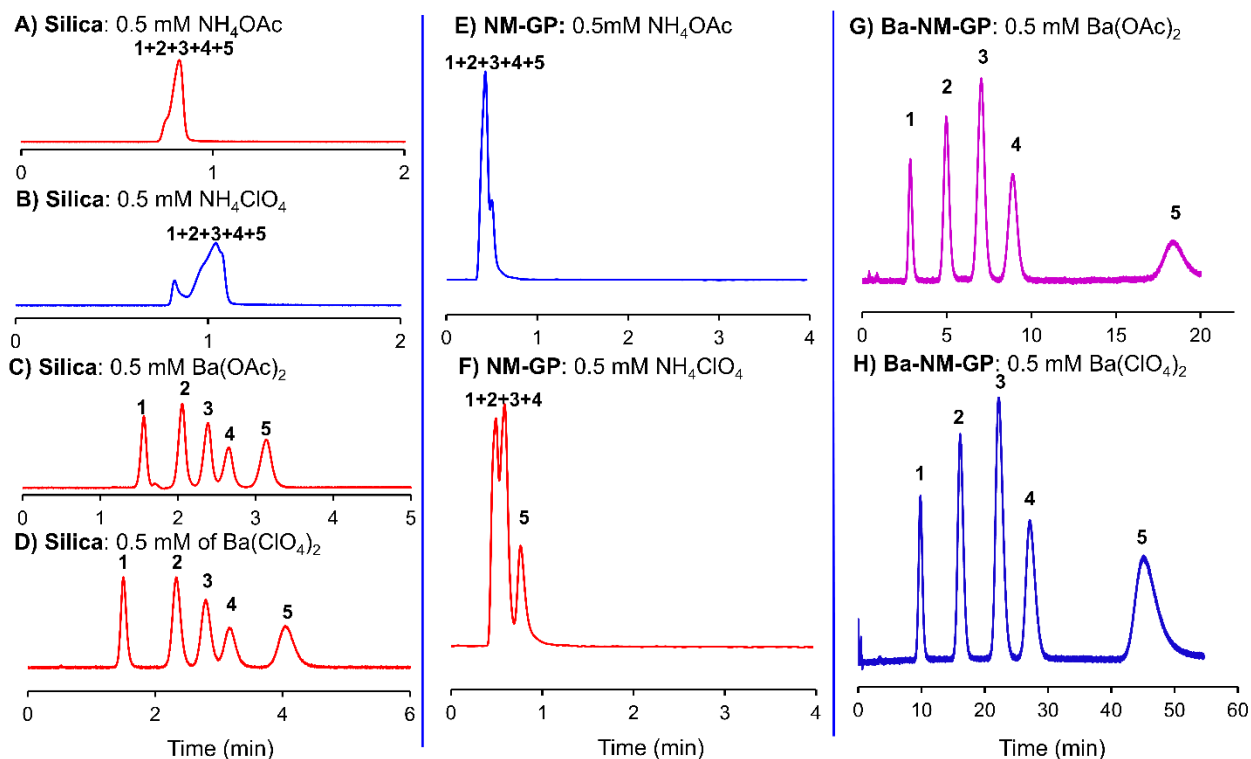 A) Silica: 0.5 mM NH₄OAc
1+2+3+4+5
0 1 2
B) Silica: 0.5 mM NH₄ClO₄
1+2+3+4+5
0 1 2
C) Silica: 0.5 mM Ba(OAc)₂
1 2 3 4 5
0 1 2 3 4 5
D) Silica: 0.5 mM of Ba(ClO₄)₂
1 2 3 4 5
0 2 4 6
Time (min)
E) NM-GP: 0.5mM NH₄OAc
1+2+3+4+5
0 1 2 3 4
F) NM-GP: 0.5 mM NH₄ClO₄
1+2+3+4
5
0 1 2 3 4
Time (min)
G) Ba-NM-GP: 0.5 mM Ba(OAc)₂
1 2 3 4 5
0 5 10 15 20
H) Ba-NM-GP: 0.5 mM Ba(ClO₄)₂
1 2 3 4 5
0 10 20 30 40 50 60
Time (min)